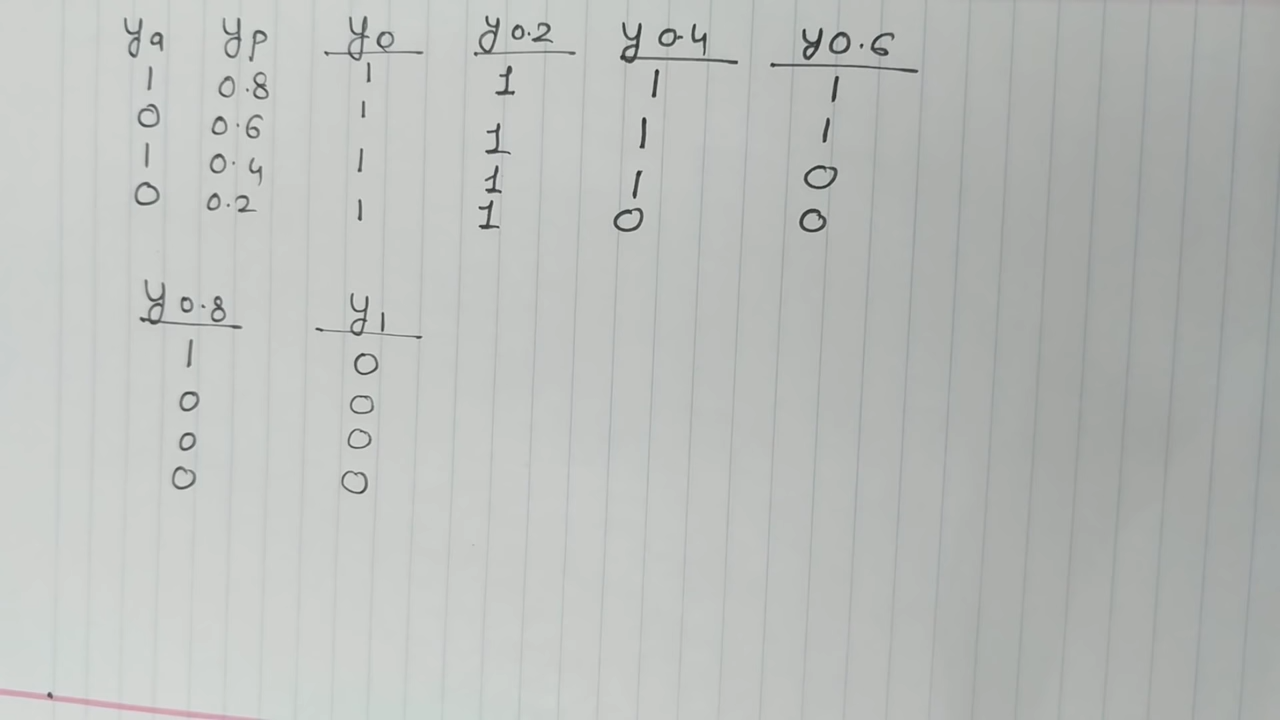 ya yp y0 y0.2 y0.4 y0.6
1 0.8 1 1 1 1
0 0.6 1 1 1 1
1 0.4 1 1 1 0
0 0.2 1 1 0 0
y0.8 y1
1 0
0 0
0 0
0 0